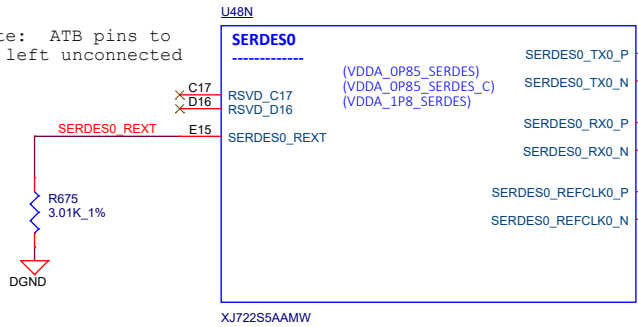 U48N
te: ATB pins to
left unconnected
SERDES0
-------------
(VDDA_0P85_SERDES)
(VDDA_0P85_SERDES_C)
(VDDA_1P8_SERDES)
SERDES0_TX0_P
SERDES0_TX0_N
C17
RSVD_C17
D16
RSVD_D16
SERDES0_REXT
E15
SERDES0_REXT
SERDES0_RX0_P
SERDES0_RX0_N
SERDES0_REFCLK0_P
SERDES0_REFCLK0_N
R675
3.01K_1%
DGND
XJ722S5AAMW